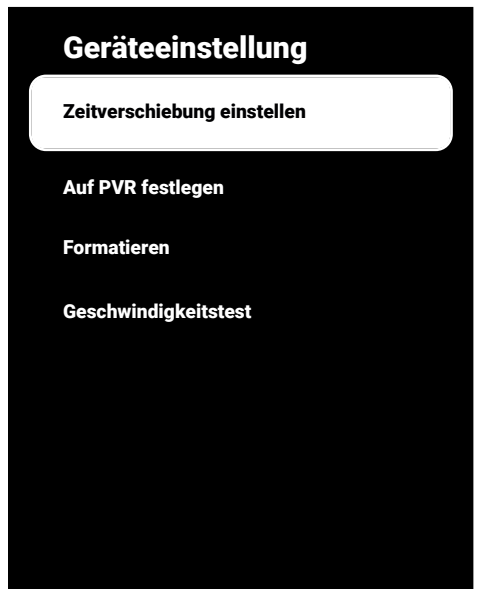 Geräteeinstellung
Zeitverschiebung einstellen
Auf PVR festlegen
Formatieren
Geschwindigkeitstest